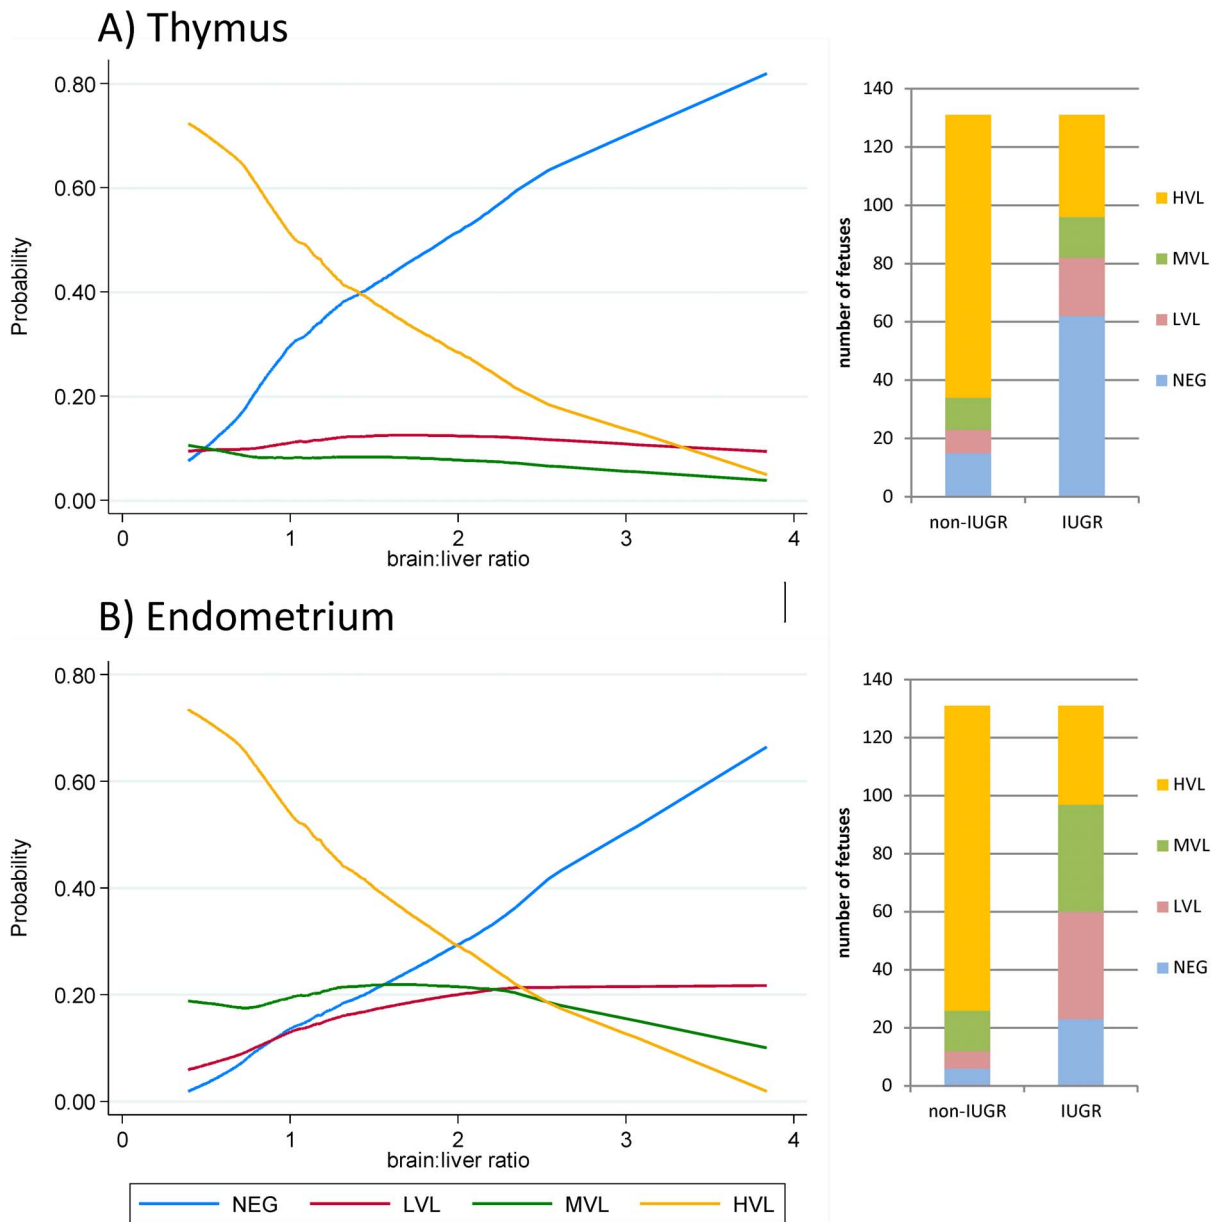 A) Thymus
0.80
0.60
0.40
0.20
0.00
Probability
0 1 2 3 4
brain:liver ratio
140
120
100
80
60
40
20
0
number of fetuses
non-IUGR IUGR
HVL
MVL
LVL
NEG
B) Endometrium
0.80
0.60
0.40
0.20
0.00
Probability
0 1 2 3 4
brain:liver ratio
140
120
100
80
60
40
20
0
number of fetuses
non-IUGR IUGR
HVL
MVL
LVL
NEG
NEG LVL MVL HVL